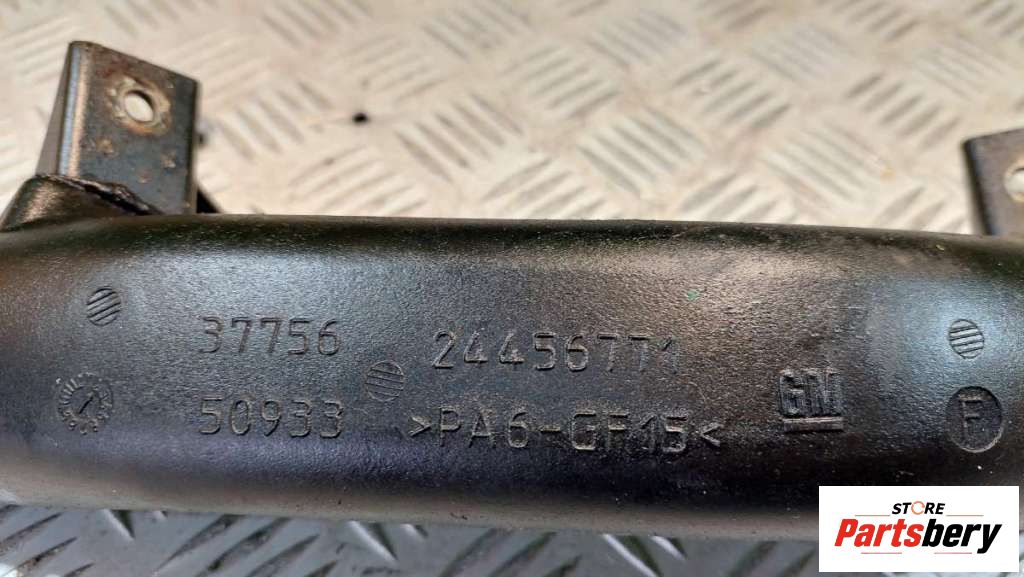 37756 24456771
50933 >PA6-GF15<
GM
F
STORE
Partsbery